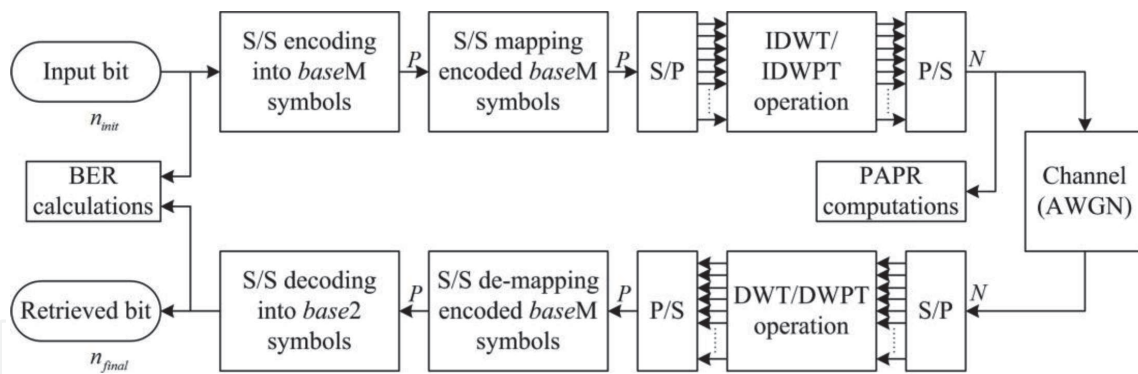 Input bit
n_init
S/S encoding
into baseM
symbols
P
S/S mapping
encoded baseM
symbols
P
S/P
IDWT/
IDWPT
operation
P/S
N
BER
calculations
PAPR
computations
Channel
(AWGN)
Retrieved bit
n_final
S/S decoding
into base2
symbols
P
S/S de-mapping
encoded baseM
symbols
P
P/S
DWT/DWPT
operation
S/P
N